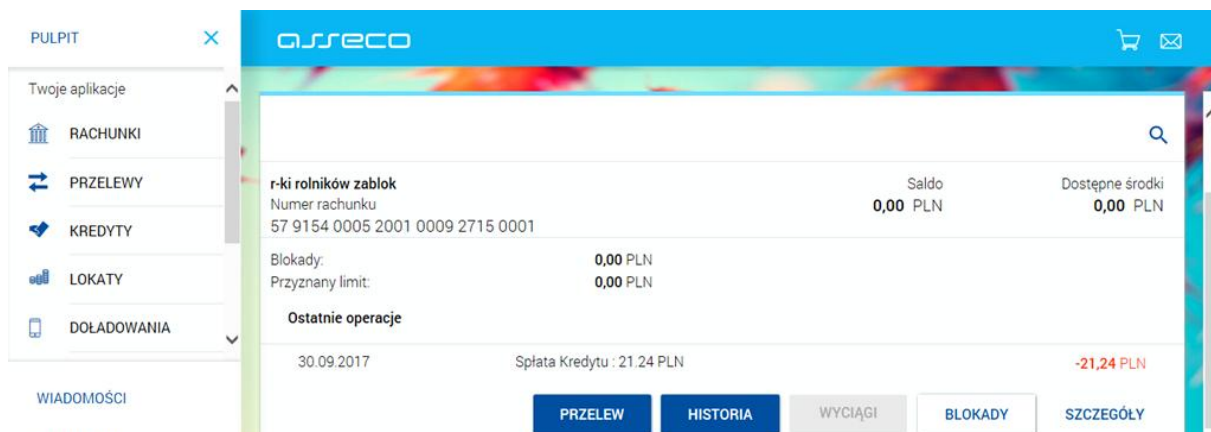 PULPIT
asseco
Twoje aplikacje
RACHUNKI
PRZELEWY
KREDYTY
LOKATY
DOŁADOWANIA
WIADOMOŚCI
r-ki rolników zablok
Numer rachunku
57 9154 0005 2001 0009 2715 0001
Saldo
0,00 PLN
Dostępne środki
0,00 PLN
Blokady: 0,00 PLN
Przyznany limit: 0,00 PLN
Ostatnie operacje
30.09.2017 Spłata Kredytu : 21.24 PLN -21,24 PLN
PRZELEW HISTORIA WYCIĄGI BLOKADY SZCZEGÓŁY